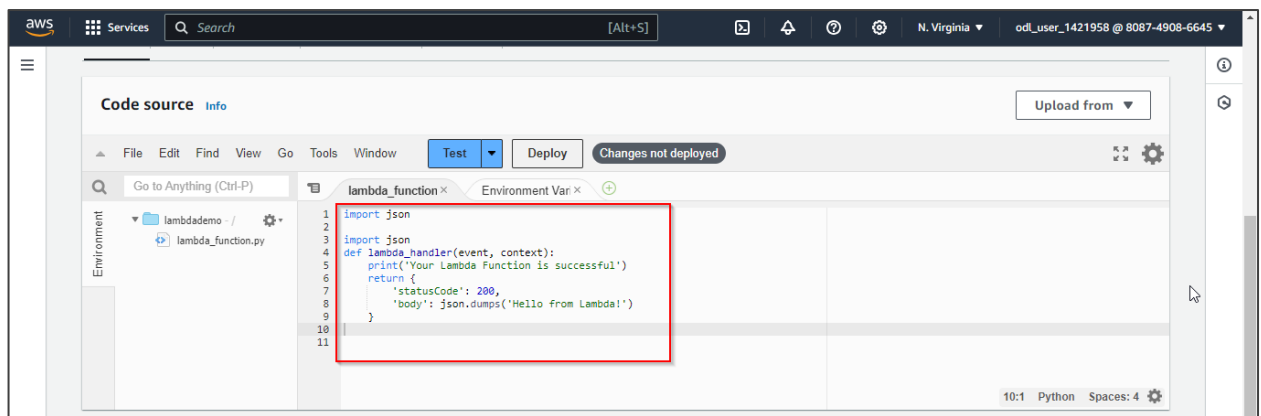 aws Services Search [Alt+S] N. Virginia ▼ odl_user_1421958 @ 8087-4908-6645 ▼
Code source Info Upload from ▼
File Edit Find View Go Tools Window Test Deploy Changes not deployed
Go to Anything (Ctrl-P) lambda_function× Environment Vari×
Environment
lambdademo - /
lambda_function.py
1 import json
2
3 import json
4 def lambda_handler(event, context):
5     print('Your Lambda Function is successful')
6     return {
7         'statusCode': 200,
8         'body': json.dumps('Hello from Lambda!')
9     }
10
11
10:1 Python Spaces: 4